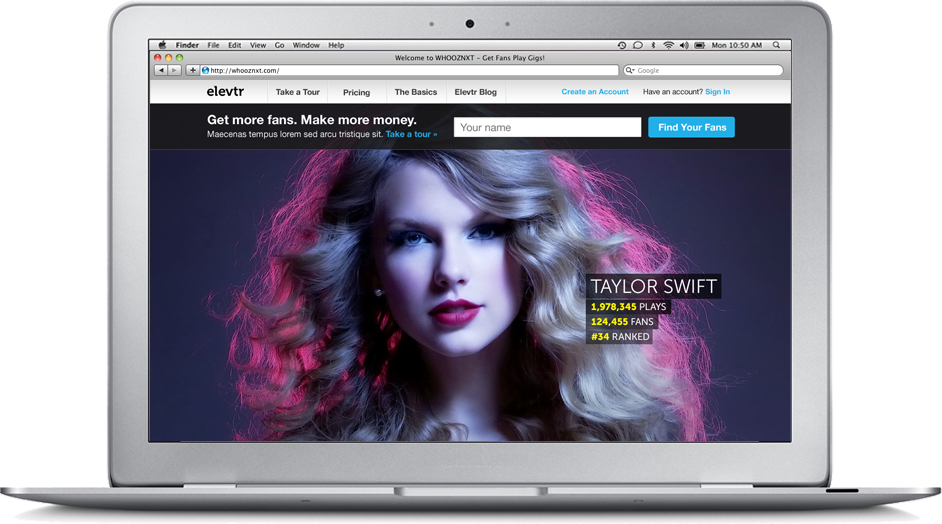 Finder File Edit View Go Window Help Mon 10:50 AM
Welcome to WHOOZNXT - Get Fans Play Gigs!
http://whooznxt.com/ Google
elevtr Take a Tour Pricing The Basics Elevtr Blog Create an Account Have an account? Sign In
Get more fans. Make more money.
Maecenas tempus lorem sed arcu tristique sit. Take a tour »
Your name Find Your Fans
TAYLOR SWIFT
1,978,345 PLAYS
124,455 FANS
#34 RANKED